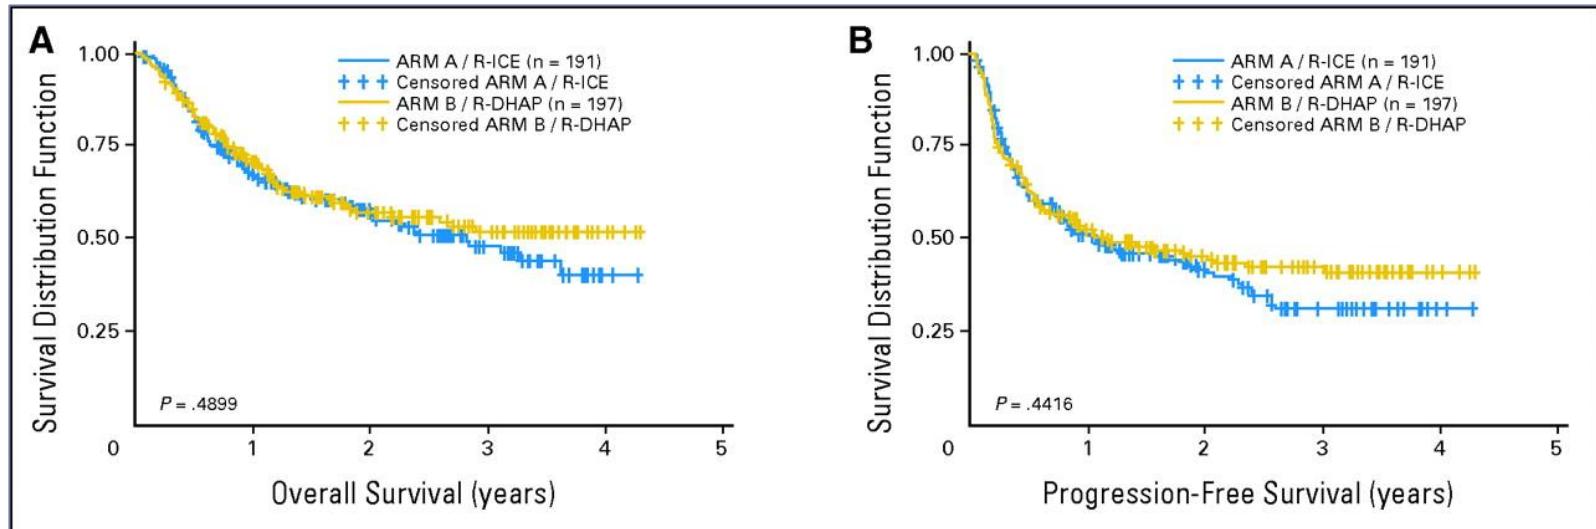 A
Survival Distribution Function
1.00
0.75
0.50
0.25
0
ARM A / R-ICE (n = 191)
Censored ARM A / R-ICE
ARM B / R-DHAP (n = 197)
Censored ARM B / R-DHAP
P = .4899
1 2 3 4 5
Overall Survival (years)
B
Survival Distribution Function
1.00
0.75
0.50
0.25
0
ARM A / R-ICE (n = 191)
Censored ARM A / R-ICE
ARM B / R-DHAP (n = 197)
Censored ARM B / R-DHAP
P = .4416
1 2 3 4 5
Progression-Free Survival (years)